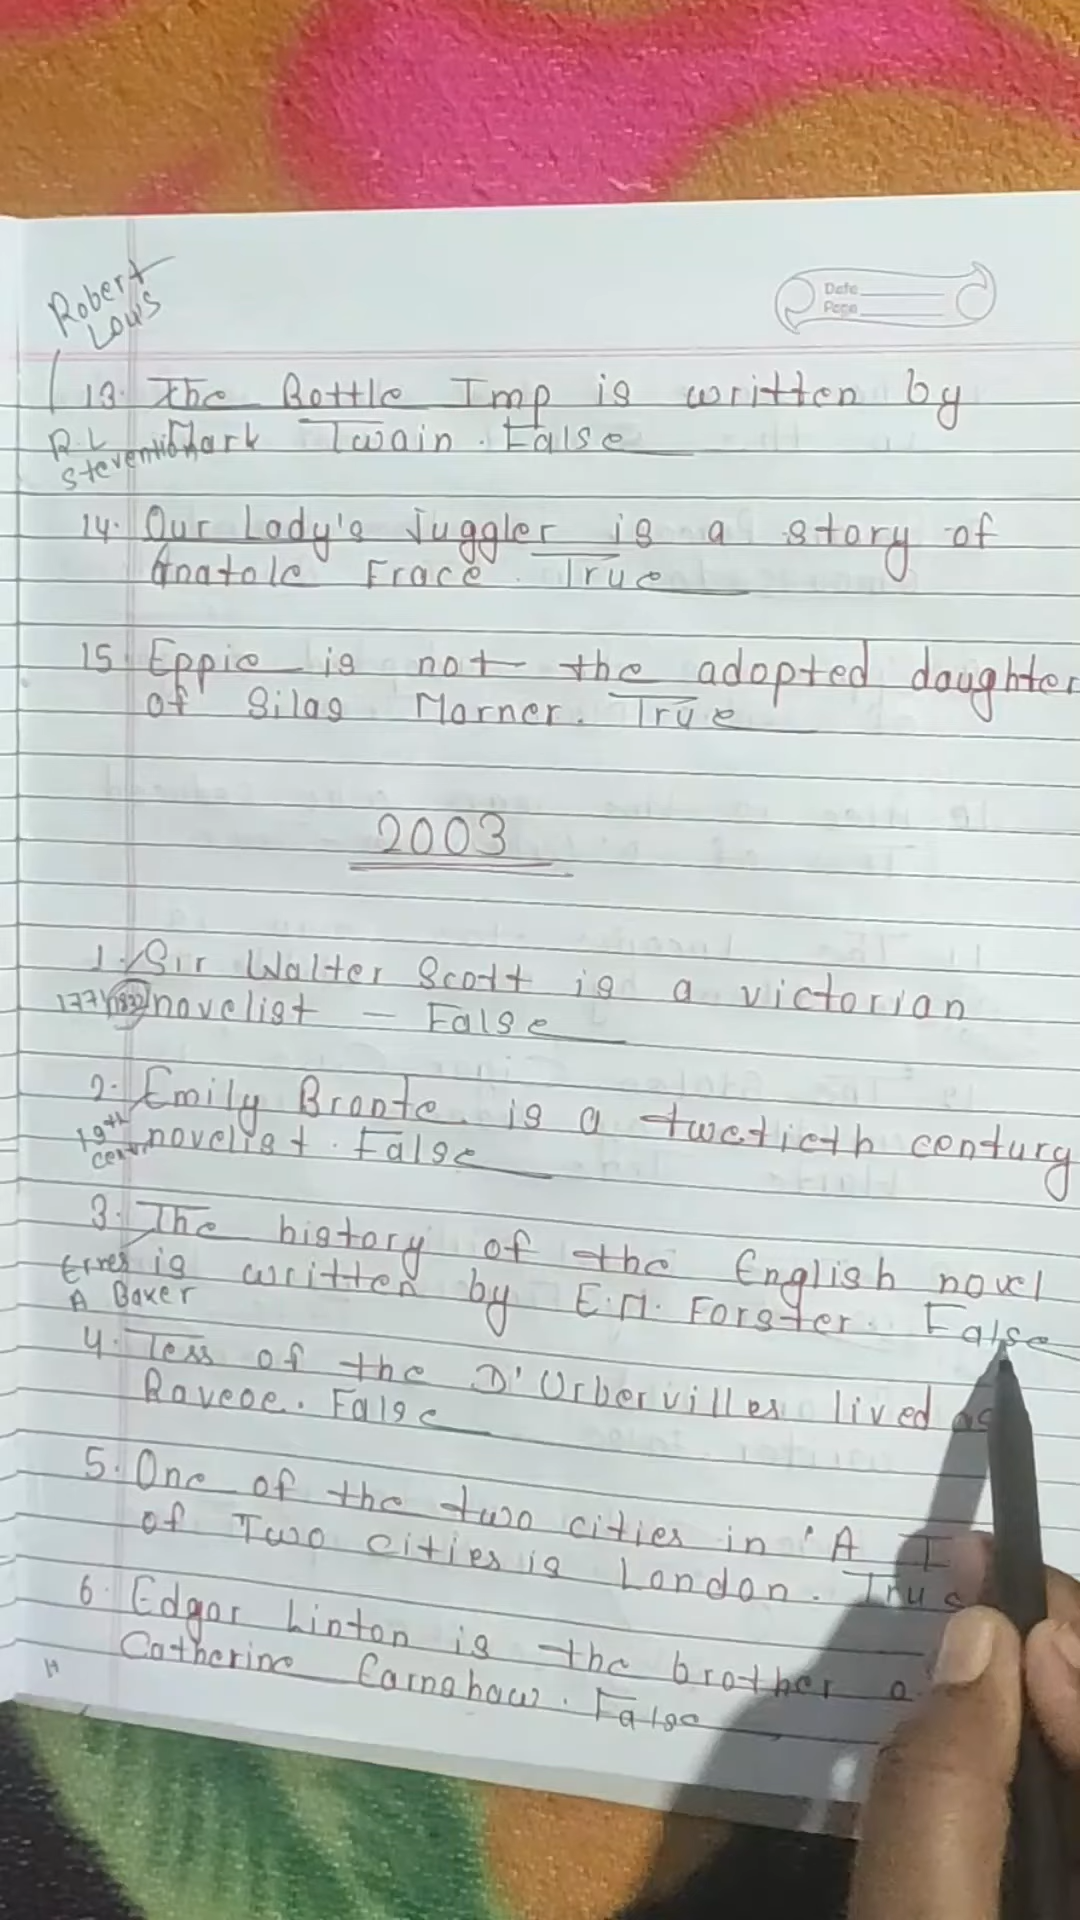 Robert
Louis
Date
Page
13. The Bottle Imp is written by
R.L
Steventio Mark Twain. False
14. Our Lady's Juggler is a story of
Anatole Frace. True
15. Eppie is not the adopted daughter
of Silas Marner. True
2003
1. Sir Walter Scott is a victorian
1771 1832 novelist - False
2. Emily Bronte is a twetieth century
19th
cent novelist. False
3. The history of the English novel
Ernes is written by E.M. Forster. False
A Baker
4. Tess of the D'Urbervilles lived as
Raveoe. False
5. One of the two cities in 'A T
of Two cities is London. True
6. Edgar Linton is the brother o
Catherine Earnshaw. False